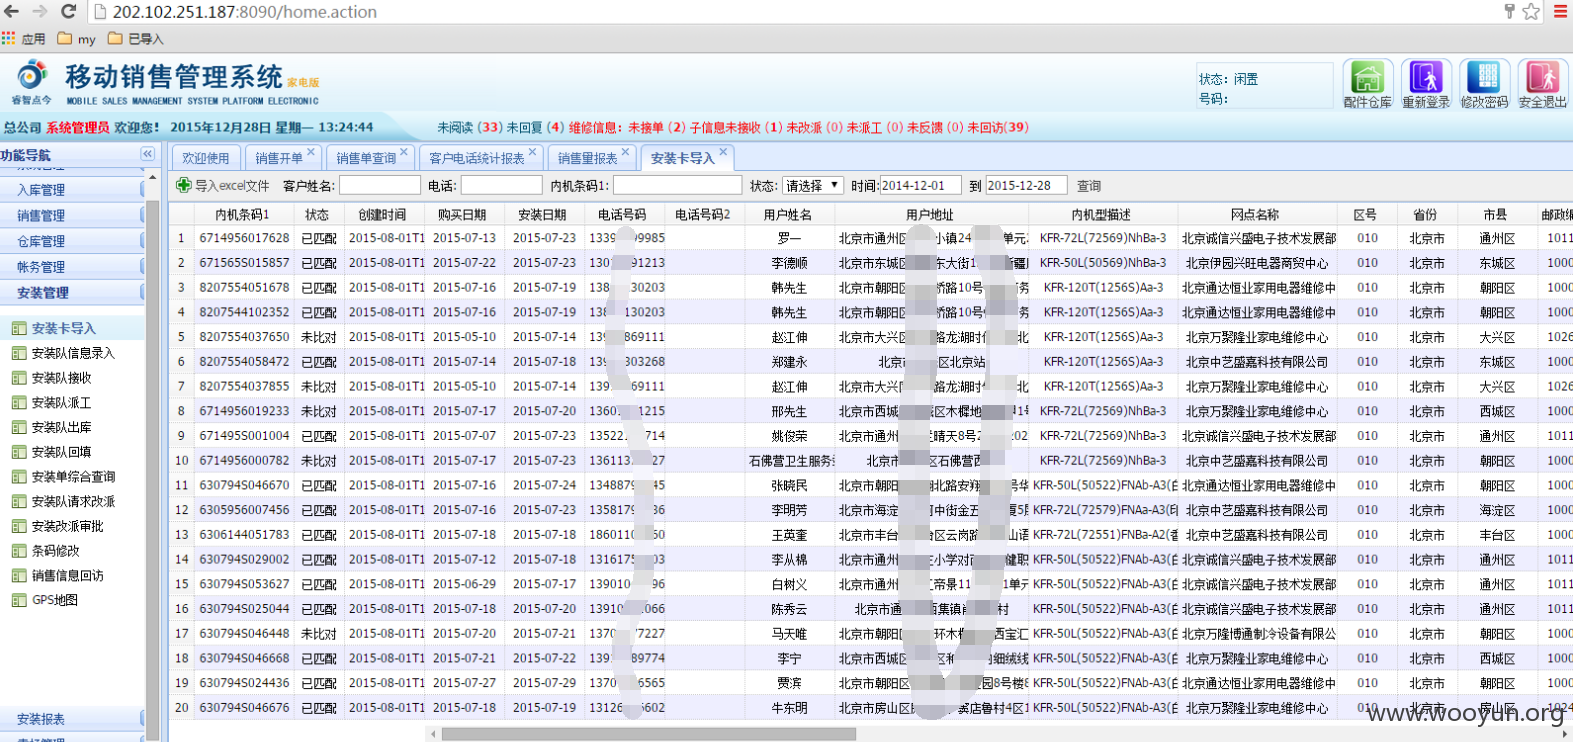 202.102.251.187:8090/home.action
应用 my 已导入
移动销售管理系统 家电版
睿智点今 MOBILE SALES MANAGEMENT SYSTEM PLATFORM ELECTRONIC
状态: 闲置
号码:
配件仓库 重新登录 修改密码 安全退出
总公司 系统管理员 欢迎您! 2015年12月28日 星期一 13:24:44 未阅读 (33) 未回复 (4) 维修信息: 未接单 (2) 子信息未接收 (1) 未改派 (0) 未派工 (0) 未反馈 (0) 未回访(39)
功能导航
欢迎使用 销售开单 销售单查询 客户电话统计报表 销售量报表 安装卡导入
导入excel文件 客户姓名: 电话: 内机条码1: 状态: 请选择 时间: 2014-12-01 到 2015-12-28 查询
入库管理
销售管理
仓库管理
帐务管理
安装管理
安装卡导入
安装队信息录入
安装队接收
安装队派工
安装队出库
安装队回填
安装单综合查询
安装队请求改派
安装改派审批
条码修改
销售信息回访
GPS地图
安装报表
内机条码1 状态 创建时间 购买日期 安装日期 电话号码 电话号码2 用户姓名 用户地址 内机型描述 网点名称 区号 省份 市县 邮政编
1 6714956017628 已匹配 2015-08-01T1 2015-07-13 2015-07-23 1339 9985 罗一 北京市通州区 小镇24 单元 KFR-72L(72569)NhBa-3 北京诚信兴盛电子技术发展部 010 北京市 通州区 1011
2 671565S015857 已匹配 2015-08-01T1 2015-07-22 2015-07-23 130 91213 李德顺 北京市东城区 东大街1 KFR-50L(50569)NhBa-3 北京伊园兴旺电器商贸中心 010 北京市 东城区 1000
3 8207554051678 已匹配 2015-08-01T1 2015-07-16 2015-07-19 138 30203 韩先生 北京市朝阳区 桥路10号 KFR-120T(1256S)Aa-3 北京通达恒业家用电器维修中 010 北京市 朝阳区 1000
4 8207544102352 已匹配 2015-08-01T1 2015-07-16 2015-07-19 138 130203 韩先生 北京市朝阳区 桥路10号 KFR-120T(1256S)Aa-3 北京通达恒业家用电器维修中 010 北京市 朝阳区 1000
5 8207554037650 未比对 2015-08-01T1 2015-05-10 2015-07-14 139 869111 赵江伸 北京市大兴区 路龙湖时 KFR-120T(1256S)Aa-3 北京万聚隆业家电维修中心 010 北京市 大兴区 1026
6 8207554058472 已匹配 2015-08-01T1 2015-07-14 2015-07-18 139 303268 郑建永 北京市 区北京站 KFR-120T(1256S)Aa-3 北京中艺盛嘉科技有限公司 010 北京市 东城区 1000
7 8207554037855 未比对 2015-08-01T1 2015-05-10 2015-07-14 139 69111 赵江伸 北京市大兴 路龙湖时 北 KFR-120T(1256S)Aa-3 北京万聚隆业家电维修中心 010 北京市 大兴区 1026
8 6714956019233 未比对 2015-08-01T1 2015-07-17 2015-07-20 1360 1215 邢先生 北京市西城 区木樨地 KFR-72L(72569)NhBa-3 北京万聚隆业家电维修中心 010 北京市 西城区 1000
9 671495S001004 已匹配 2015-08-01T1 2015-07-07 2015-07-23 13522 714 姚俊荣 北京市通州 晴天8号 202 KFR-72L(72569)NhBa-3 北京诚信兴盛电子技术发展部 010 北京市 通州区 1011
10 6714956000782 未比对 2015-08-01T1 2015-07-17 2015-07-23 13611 27 石佛营卫生服务 北京市 区石佛营 KFR-72L(72569)NhBa-3 北京中艺盛嘉科技有限公司 010 北京市 朝阳区 1000
11 630794S046670 已匹配 2015-08-01T1 2015-07-16 2015-07-24 134887 45 张晓民 北京市朝阳 北路安翔 号华 KFR-50L(50522)FNAb-A3(白 北京通达恒业家用电器维修中 010 北京市 朝阳区 1000
12 6305956007456 已匹配 2015-08-01T1 2015-07-16 2015-07-23 135817 36 李明芳 北京市海淀 中街金五 厦5 KFR-72L(72579)FNAa-A3(印 北京中艺盛嘉科技有限公司 010 北京市 海淀区 1000
13 6306144051783 已匹配 2015-08-01T1 2015-07-18 2015-07-18 1860110 60 王英奎 北京市丰台 区云岗路 山语 KFR-72L(72551)FNBa-A2(香 北京中艺盛嘉科技有限公司 010 北京市 丰台区 1000
14 630794S029002 已匹配 2015-08-01T1 2015-07-12 2015-07-18 1316175 03 李从棉 北京市通州 小学对 健职 KFR-50L(50522)FNAb-A3(白 北京诚信兴盛电子技术发展部 010 北京市 通州区 1011
15 630794S053627 已匹配 2015-08-01T1 2015-06-29 2015-07-17 139010 96 白树义 北京市通州 帝景11 1单元 KFR-50L(50522)FNAb-A3(白 北京诚信兴盛电子技术发展部 010 北京市 通州区 1011
16 630794S025044 已匹配 2015-08-01T1 2015-07-18 2015-07-20 13910 066 陈秀云 北京市通 西集镇 村 KFR-50L(50522)FNAb-A3(白 北京诚信兴盛电子技术发展部 010 北京市 通州区 1011
17 630794S046448 未比对 2015-08-01T1 2015-07-20 2015-07-21 1370 7227 马天唯 北京市朝阳 环木 西宝汇 KFR-50L(50522)FNAb-A3(白 北京万隆博通制冷设备有限公 010 北京市 朝阳区 1000
18 630794S046668 已匹配 2015-08-01T1 2015-07-21 2015-07-22 139 89774 李宁 北京市西城区 区和 细绒线 KFR-50L(50522)FNAb-A3(白 北京万聚隆业家电维修中心 010 北京市 西城区 1000
19 630794S024436 已匹配 2015-08-01T1 2015-07-27 2015-07-29 1370 6565 贾滨 北京市朝阳区 园8号楼 KFR-50L(50522)FNAb-A3(白 北京通达恒业家用电器维修中 010 北京市 朝阳区 1000
20 630794S046676 已匹配 2015-08-01T1 2015-07-18 2015-07-19 13126 6602 牛东明 北京市房山区 窦店鲁村4区1 KFR-50L(50522)FNAb-A3(白 北京万聚隆业家电维修中心 010 北京市 房山区 1024
www.wooyun.org